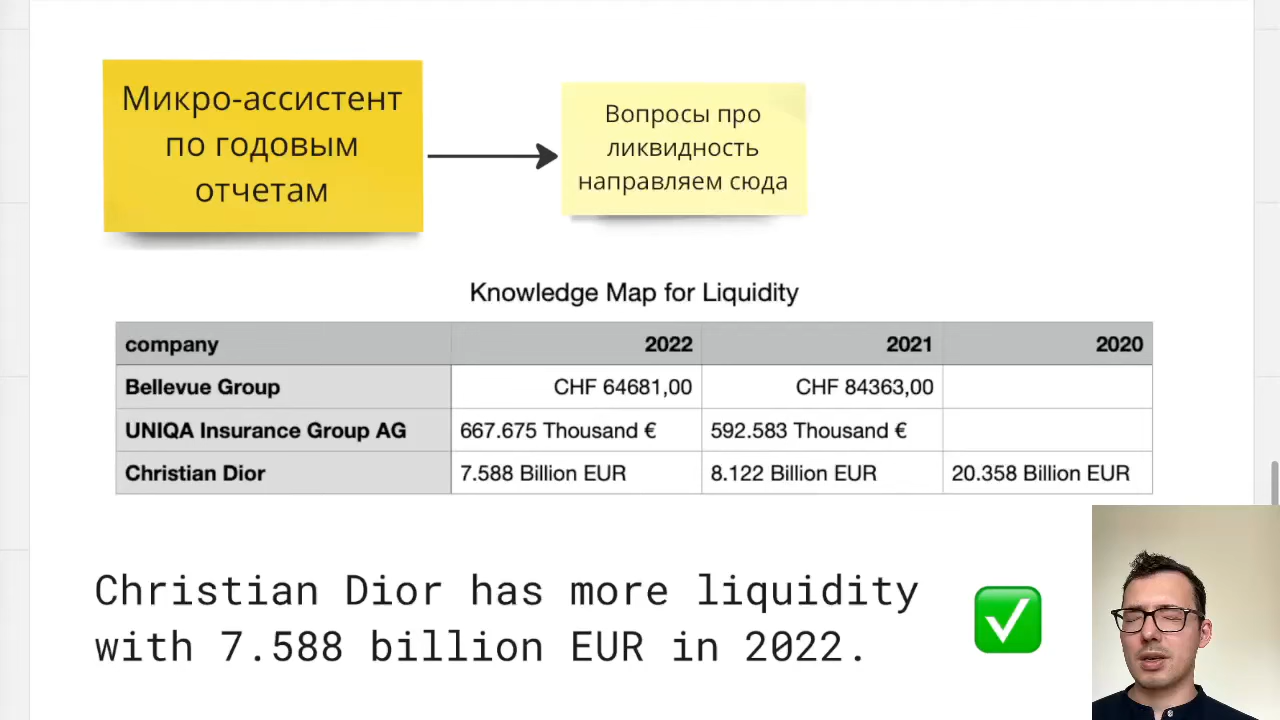 Микро-ассистент
по годовым
отчетам
Вопросы про
ликвидность
направляем сюда
Knowledge Map for Liquidity
company 2022 2021 2020
Bellevue Group CHF 64681,00 CHF 84363,00
UNIQA Insurance Group AG 667.675 Thousand € 592.583 Thousand €
Christian Dior 7.588 Billion EUR 8.122 Billion EUR 20.358 Billion EUR
Christian Dior has more liquidity
with 7.588 billion EUR in 2022.